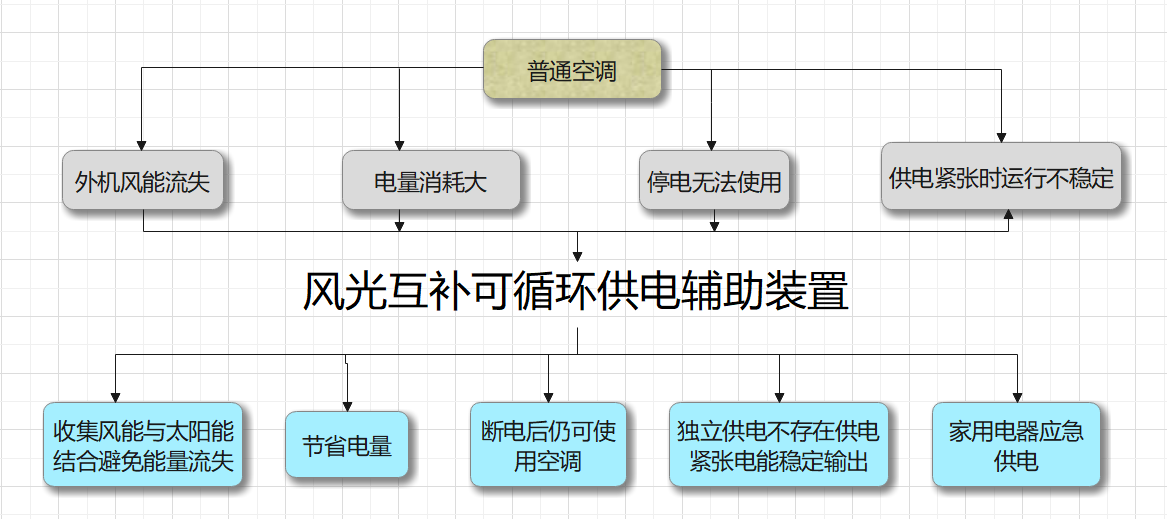 普通空调
外机风能流失
电量消耗大
停电无法使用
供电紧张时运行不稳定
风光互补可循环供电辅助装置
收集风能与太阳能
结合避免能量流失
节省电量
断电后仍可使
用空调
独立供电不存在供电
紧张电能稳定输出
家用电器应急
供电